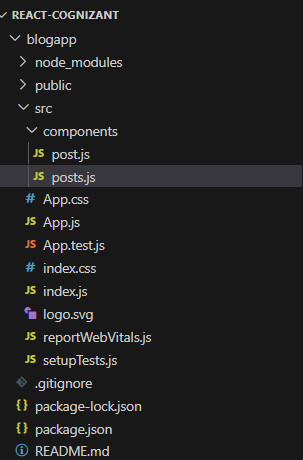 REACT-COGNIZANT
blogapp
node_modules
public
src
components
JS post.js
JS posts.js
# App.css
JS App.js
JS App.test.js
# index.css
JS index.js
logo.svg
JS reportWebVitals.js
JS setupTests.js
.gitignore
{} package-lock.json
{} package.json
README.md